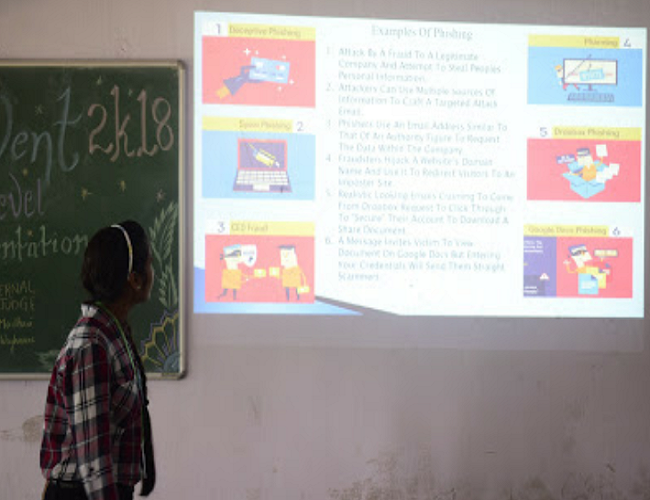 Dent 2k18
evel
entation
ERNAL
UDGE
Examples Of Phishing
1 Deceptive Phishing
Spear Phishing 2
3 CEO Fraud
1. Attack By A Fraud To A Legitimate
Company And Attempt To Steal Peoples
Personal Information.
2. Attackers Can Use Multiple Sources Of
Information To Craft A Targeted Attack
Email.
3. Phishers Use An Email Address Similar To
That Of An Authority Figure To Request
The Data Within The Company.
4. Fraudsters Hijack A Website's Domain
Name And Use It To Redirect Visitors To An
Imposter Site.
5. Realistic Looking Emails Claiming To Come
From Dropbox Request To Click Through
To "Secure" Their Account To Download A
Share Document.
6. A Message Invites Victim To View
Document On Google Docs But Entering
Your Credentials Will Send Them Straight
Scammers.
Pharming 4
5 Dropbox Phishing
Google Docs Phishing 6